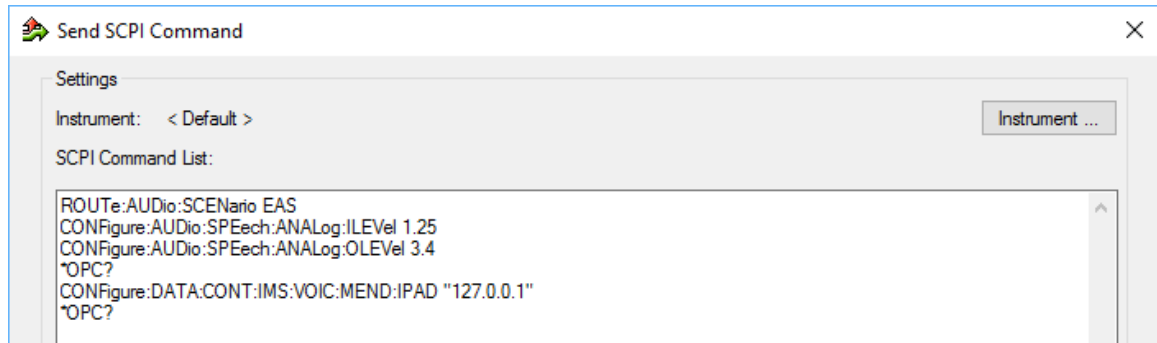 Send SCPI Command
Settings
Instrument: < Default >
Instrument ...
SCPI Command List:
ROUTe:AUDio:SCENario EAS
CONFigure:AUDio:SPEech:ANALog:ILEVel 1.25
CONFigure:AUDio:SPEech:ANALog:OLEVel 3.4
*OPC?
CONFigure:DATA:CONT:IMS:VOIC:MEND:IPAD "127.0.0.1"
*OPC?